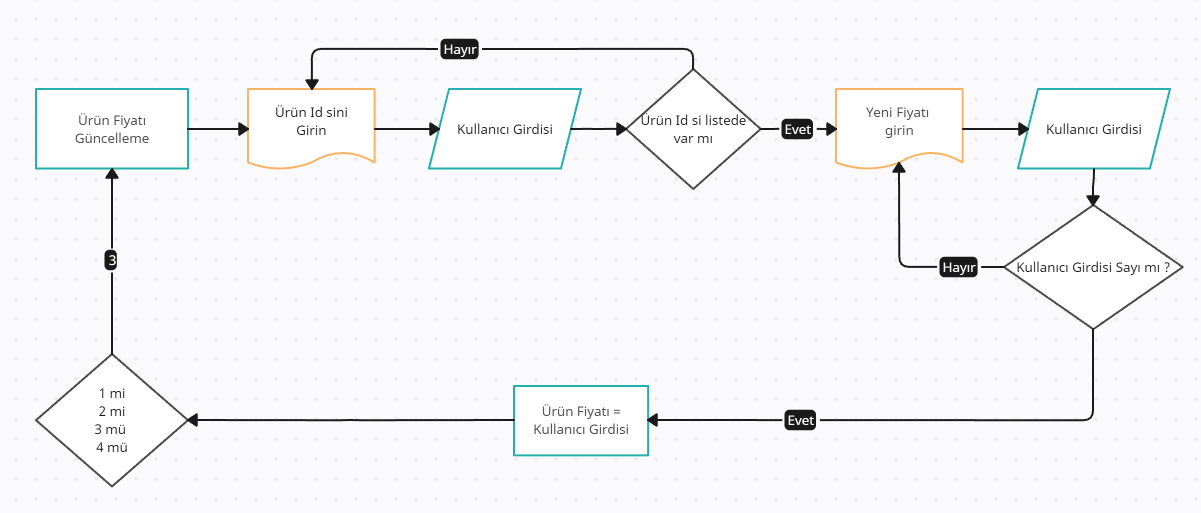 Hayır
Ürün Fiyatı
Güncelleme
Ürün Id sini
Girin
Kullanıcı Girdisi
Ürün Id si listede
var mı
Evet
Yeni Fiyatı
girin
Kullanıcı Girdisi
3
Hayır
Kullanıcı Girdisi Sayı mı ?
1 mi
2 mi
3 mü
4 mü
Ürün Fiyatı =
Kullanıcı Girdisi
Evet